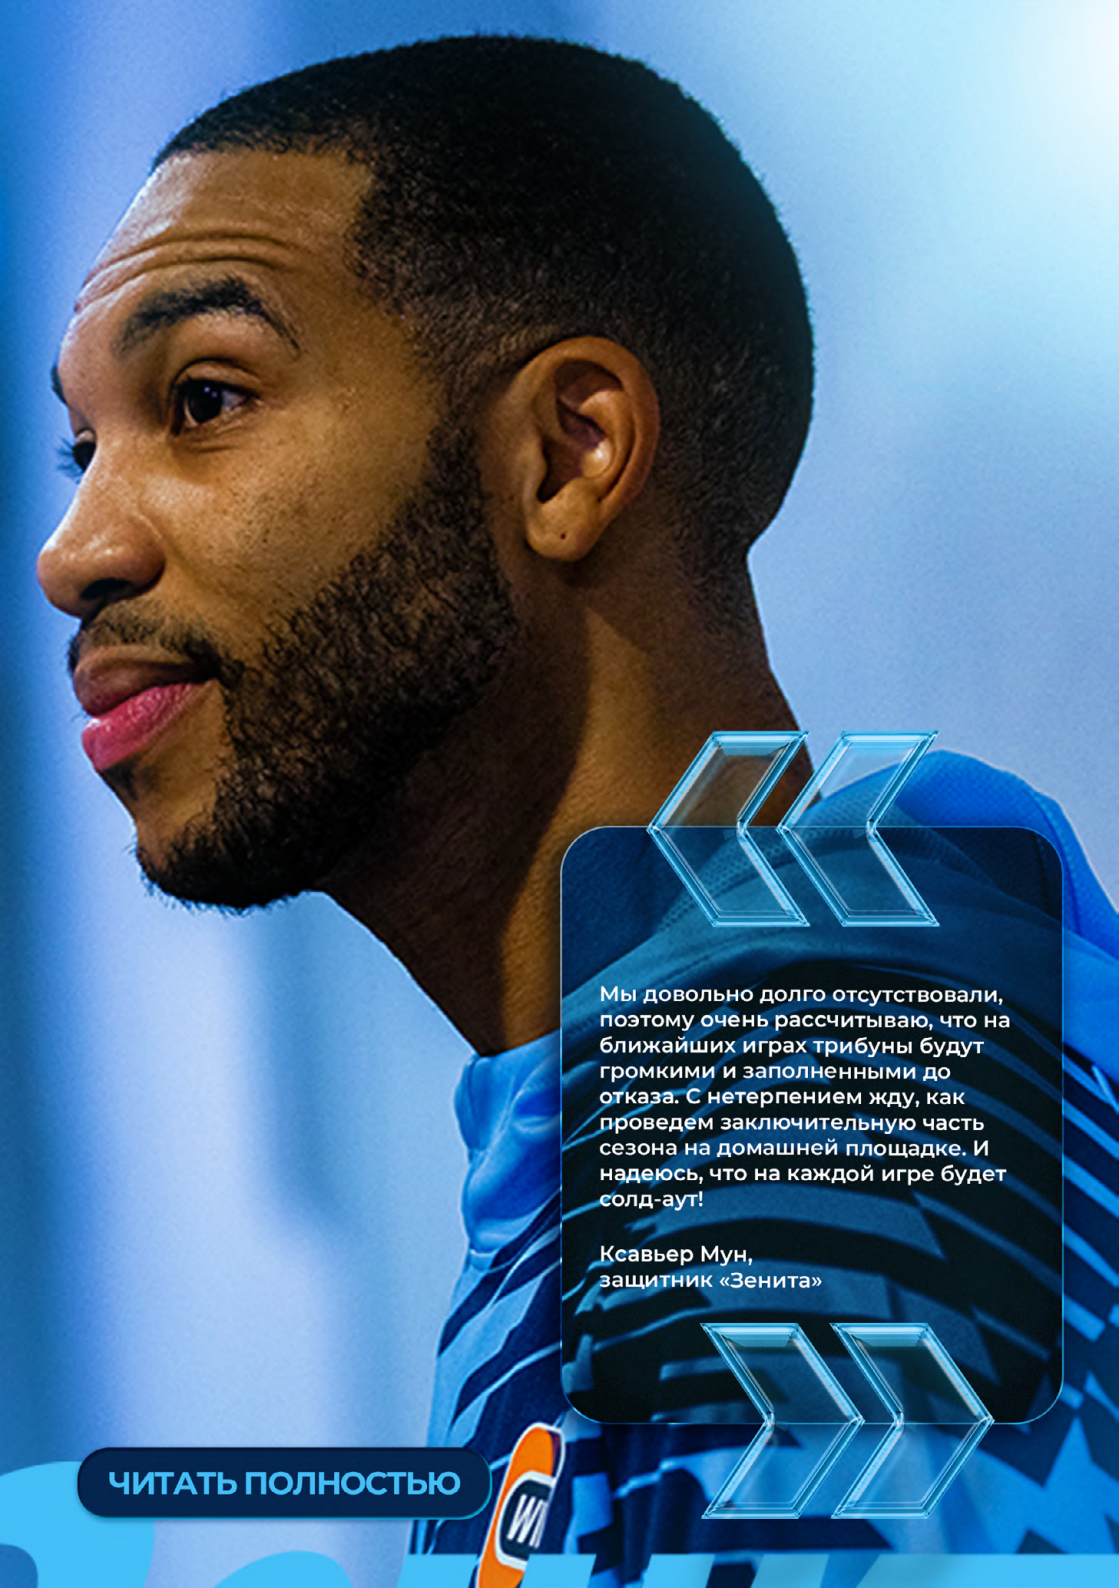 Мы довольно долго отсутствовали,
поэтому очень рассчитываю, что на
ближайших играх трибуны будут
громкими и заполненными до
отказа. С нетерпением жду, как
проведем заключительную часть
сезона на домашней площадке. И
надеюсь, что на каждой игре будет
солд-аут!
Ксавьер Мун,
защитник «Зенита»
ЧИТАТЬ ПОЛНОСТЬЮ